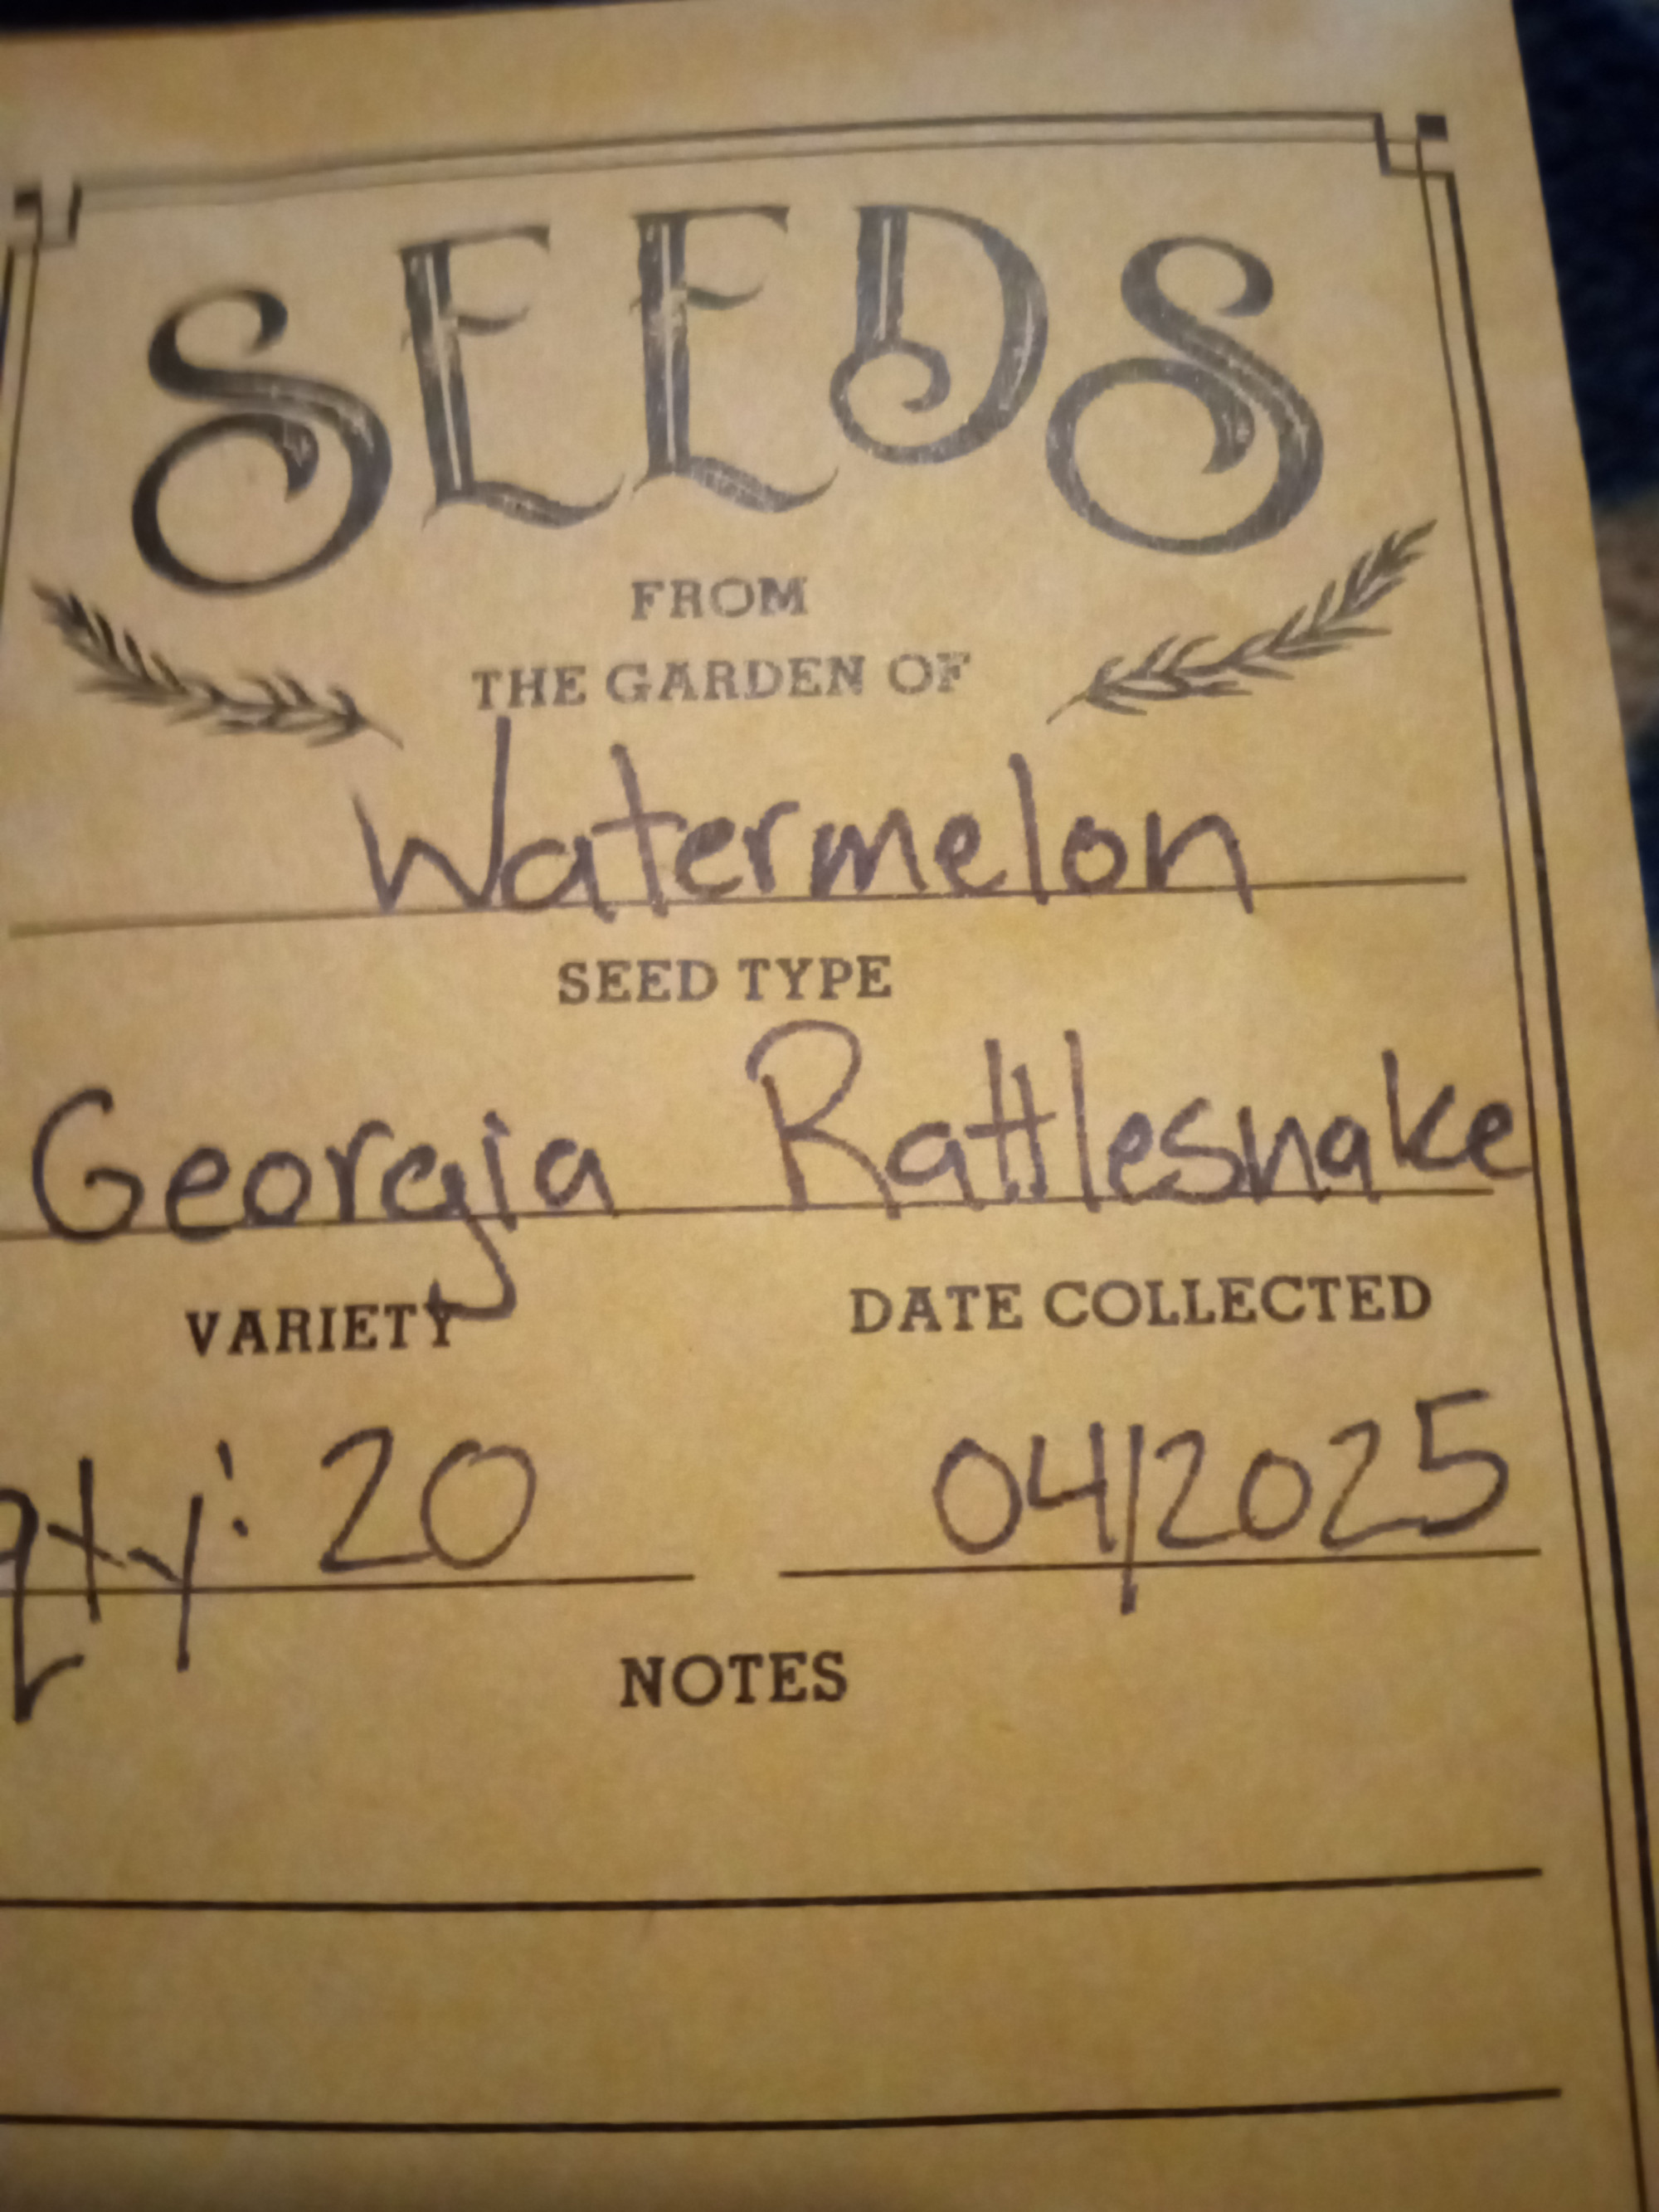 SEEDS
FROM
THE GARDEN OF
Watermelon
SEED TYPE
Georgia Rattlesnake
VARIETY DATE COLLECTED
qty: 20 04/2025
NOTES